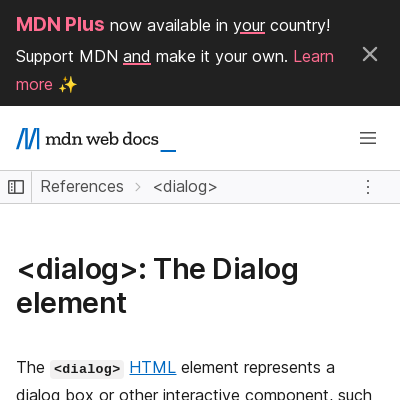 MDN Plus now available in your country!
Support MDN and make it your own. Learn
more ✨
mdn web docs_
References > <dialog>
<dialog>: The Dialog
element
The <dialog> HTML element represents a
dialog box or other interactive component, such